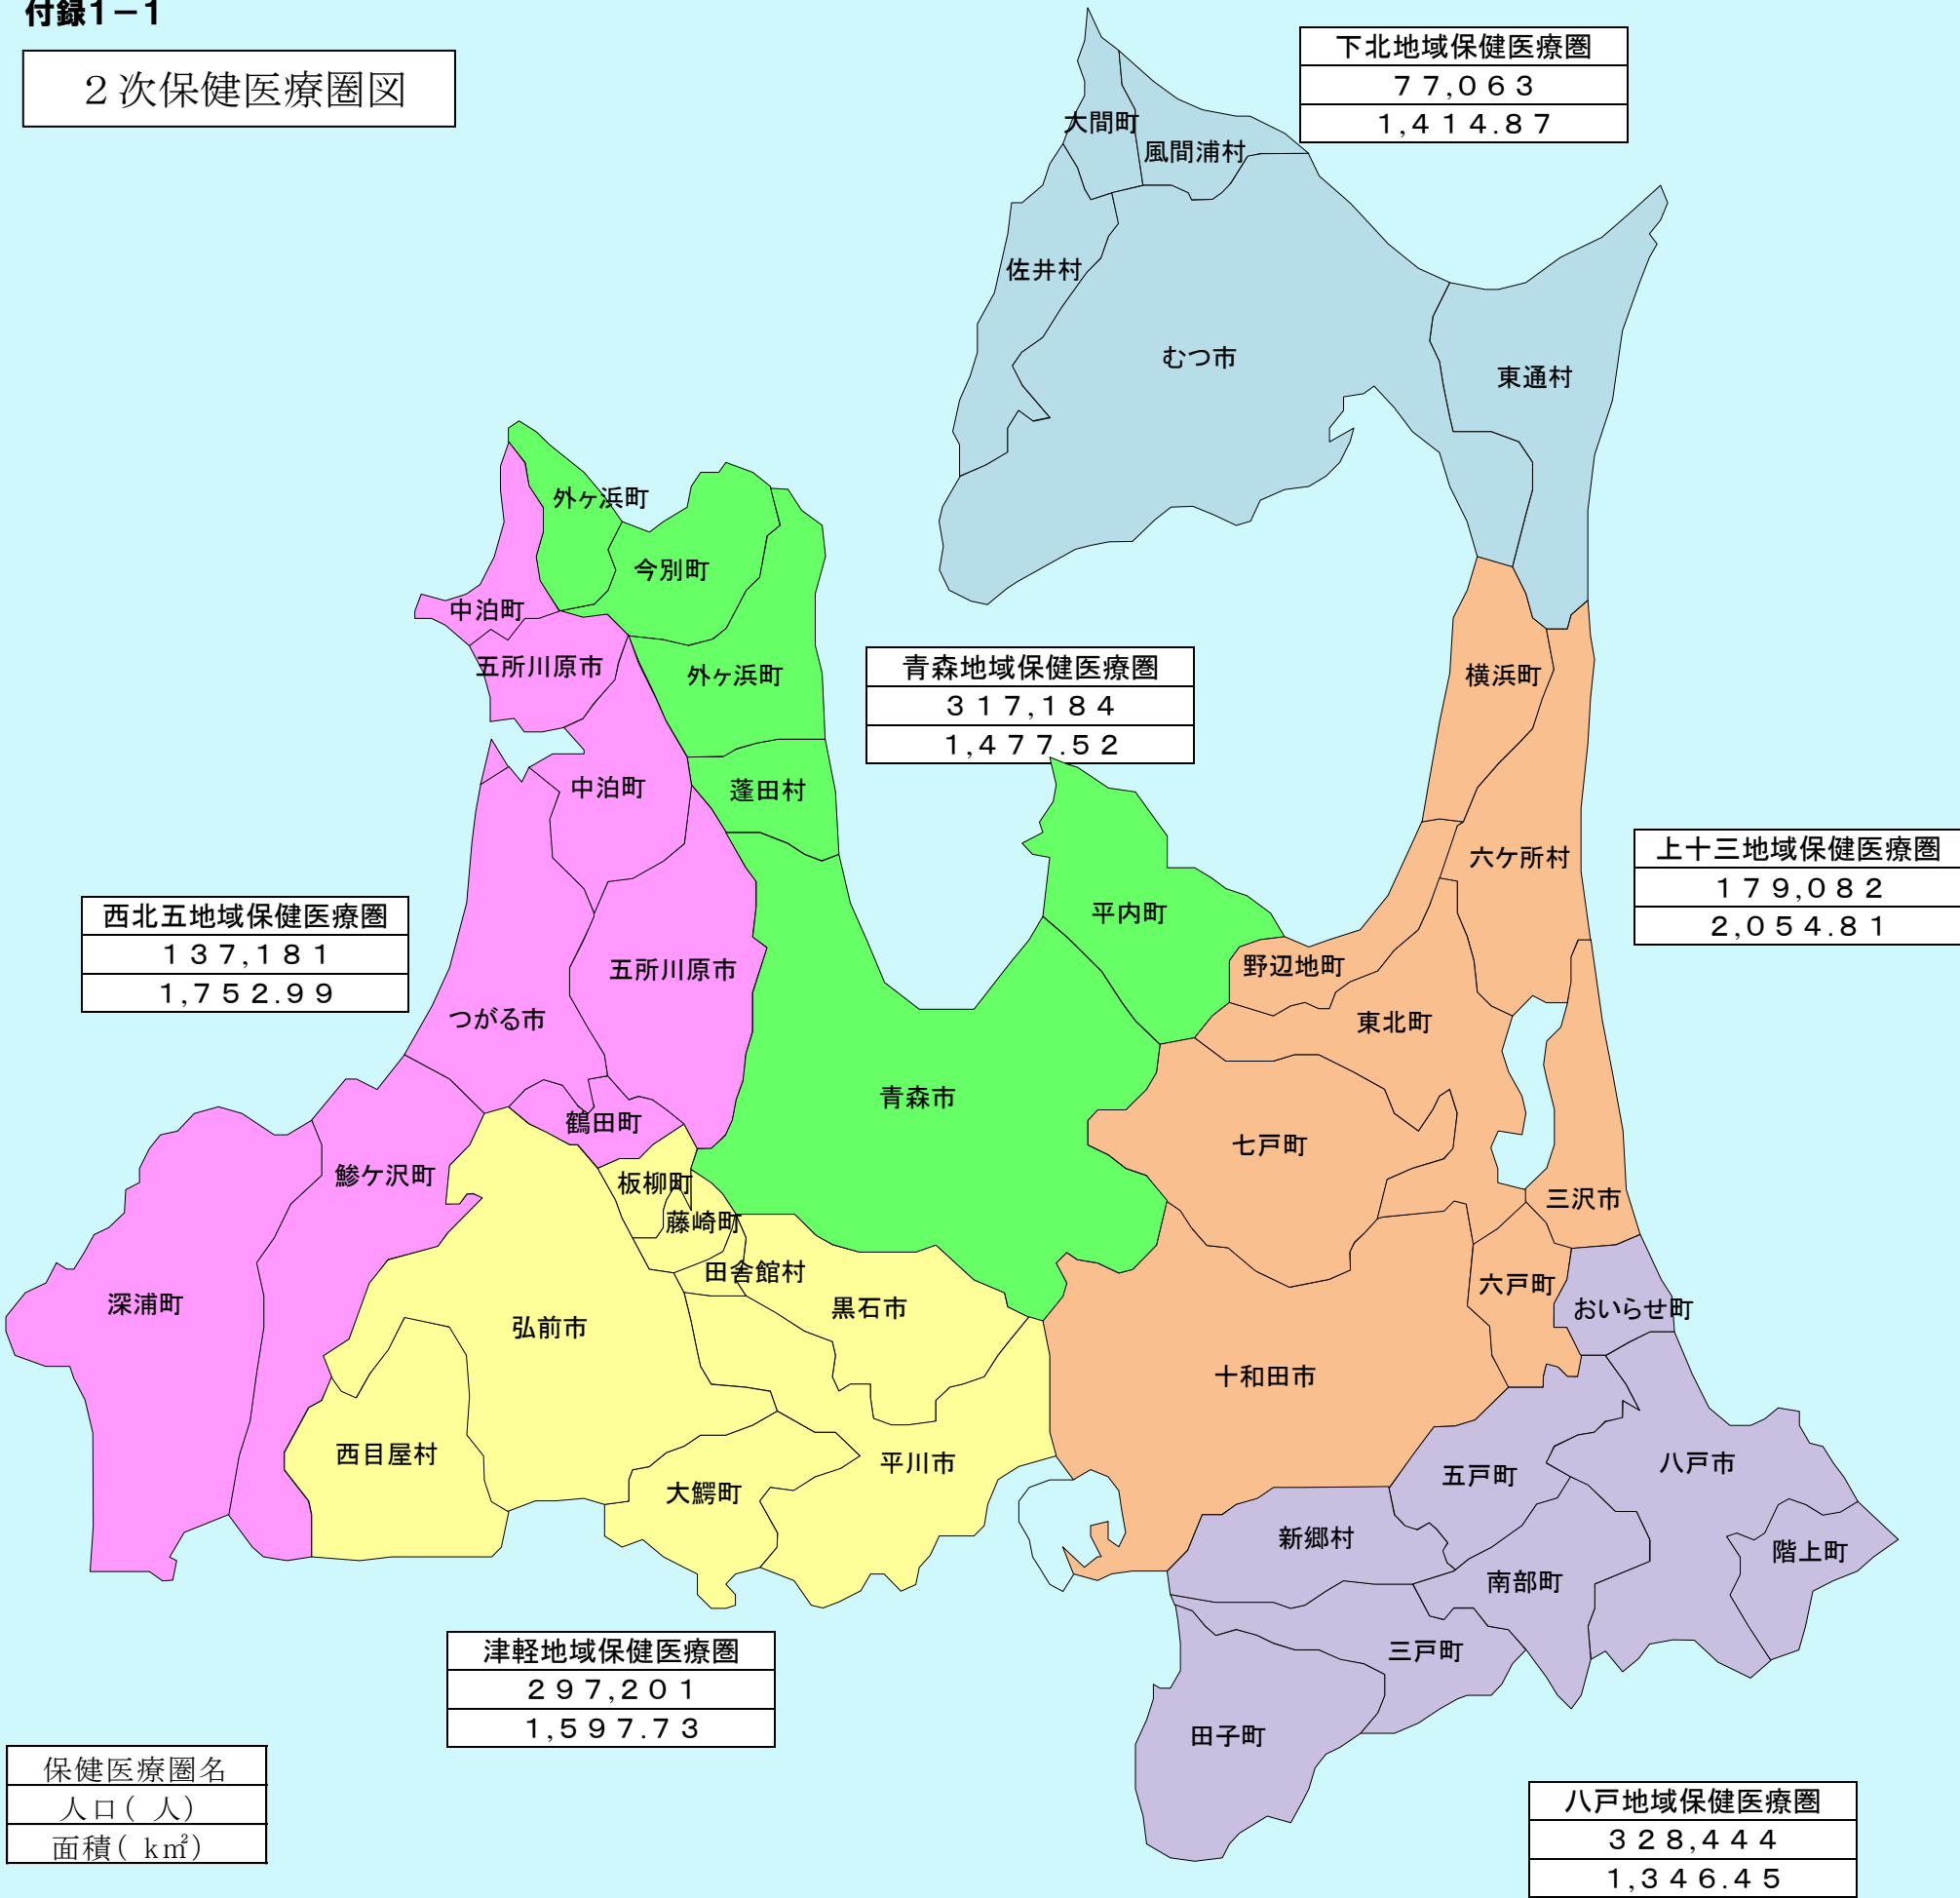 付録1－1
２次保健医療圏図
下北地域保健医療圏
７７,０６３
１,４１４.８７
大間町
風間浦村
佐井村
むつ市
東通村
外ヶ浜町
今別町
中泊町
五所川原市
外ヶ浜町
青森地域保健医療圏
３１７,１８４
１,４７７.５２
横浜町
中泊町
蓬田村
六ケ所村
上十三地域保健医療圏
１７９,０８２
２,０５４.８１
西北五地域保健医療圏
１３７,１８１
１,７５２.９９
平内町
五所川原市
野辺地町
つがる市
東北町
青森市
鶴田町
七戸町
鰺ケ沢町
板柳町
三沢市
藤崎町
田舎館村
六戸町
深浦町
黒石市
おいらせ町
弘前市
十和田市
西目屋村
平川市
八戸市
五戸町
大鰐町
新郷村
階上町
南部町
三戸町
津軽地域保健医療圏
２９７,２０１
１,５９７.７３
田子町
保健医療圏名
人口(　人)
面積(　k㎡)
八戸地域保健医療圏
３２８,４４４
１,３４６.４５